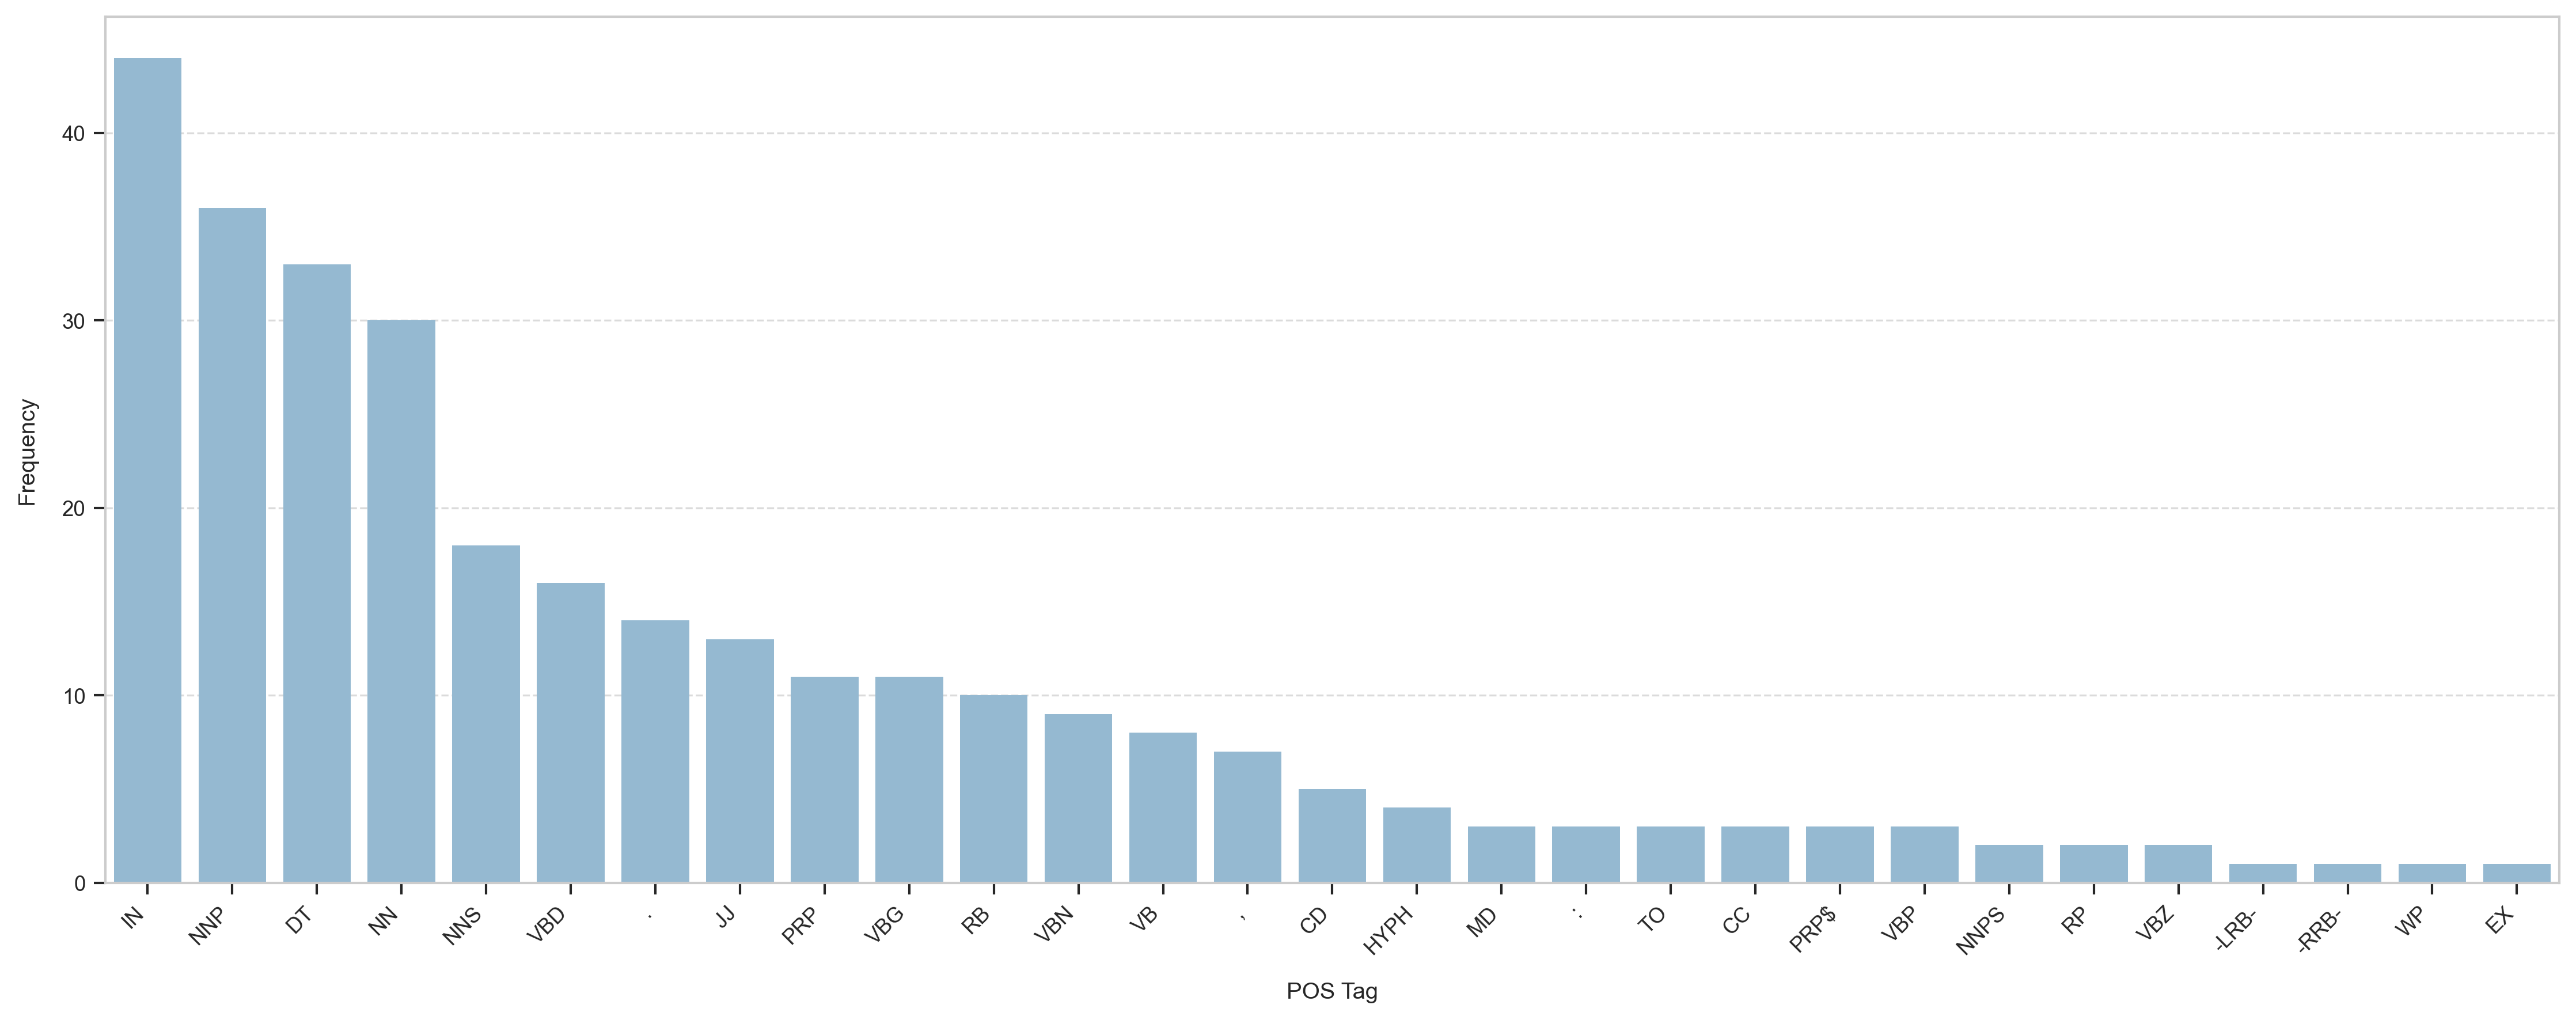 Frequency
40
30
20
10
0
IN NNP DT NN NNS VBD . JJ PRP VBG RB VBN VB , CD HYPH MD : TO CC PRP$ VBP NNPS RP VBZ -LRB- -RRB- WP EX
POS Tag